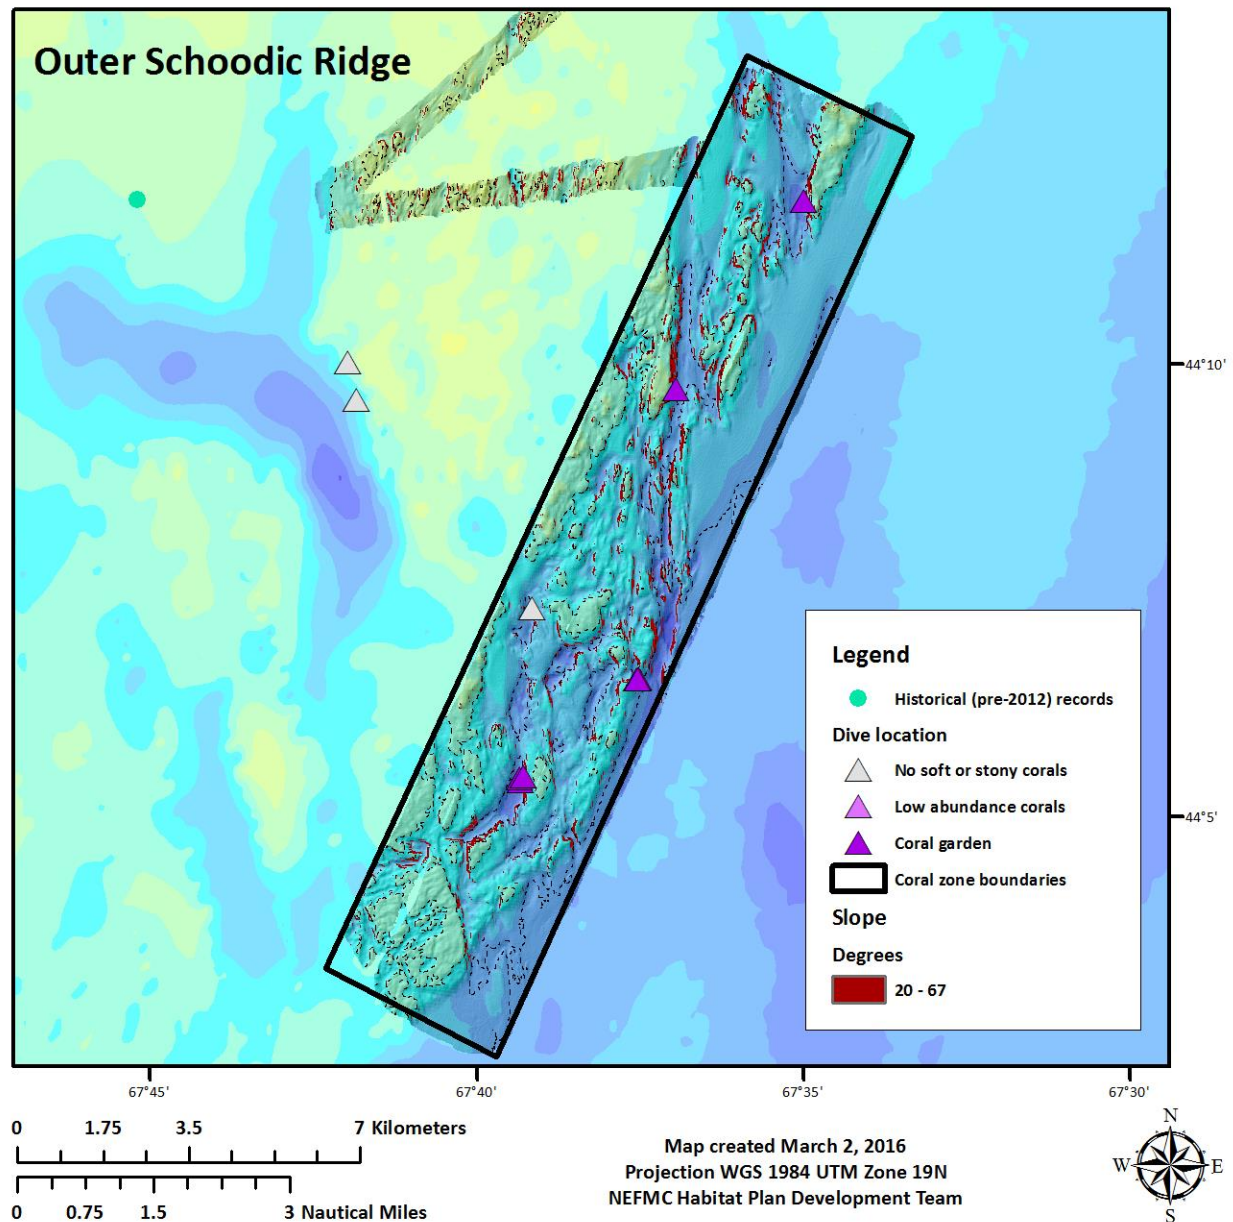 Outer Schoodic Ridge
44°10'
44°5'
Legend
Historical (pre-2012) records
Dive location
No soft or stony corals
Low abundance corals
Coral garden
Coral zone boundaries
Slope
Degrees
20 - 67
67°45'
67°40'
67°35'
67°30'
0 1.75 3.5 7 Kilometers
0 0.75 1.5 3 Nautical Miles
Map created March 2, 2016
Projection WGS 1984 UTM Zone 19N
NEFMC Habitat Plan Development Team
N
W E
S